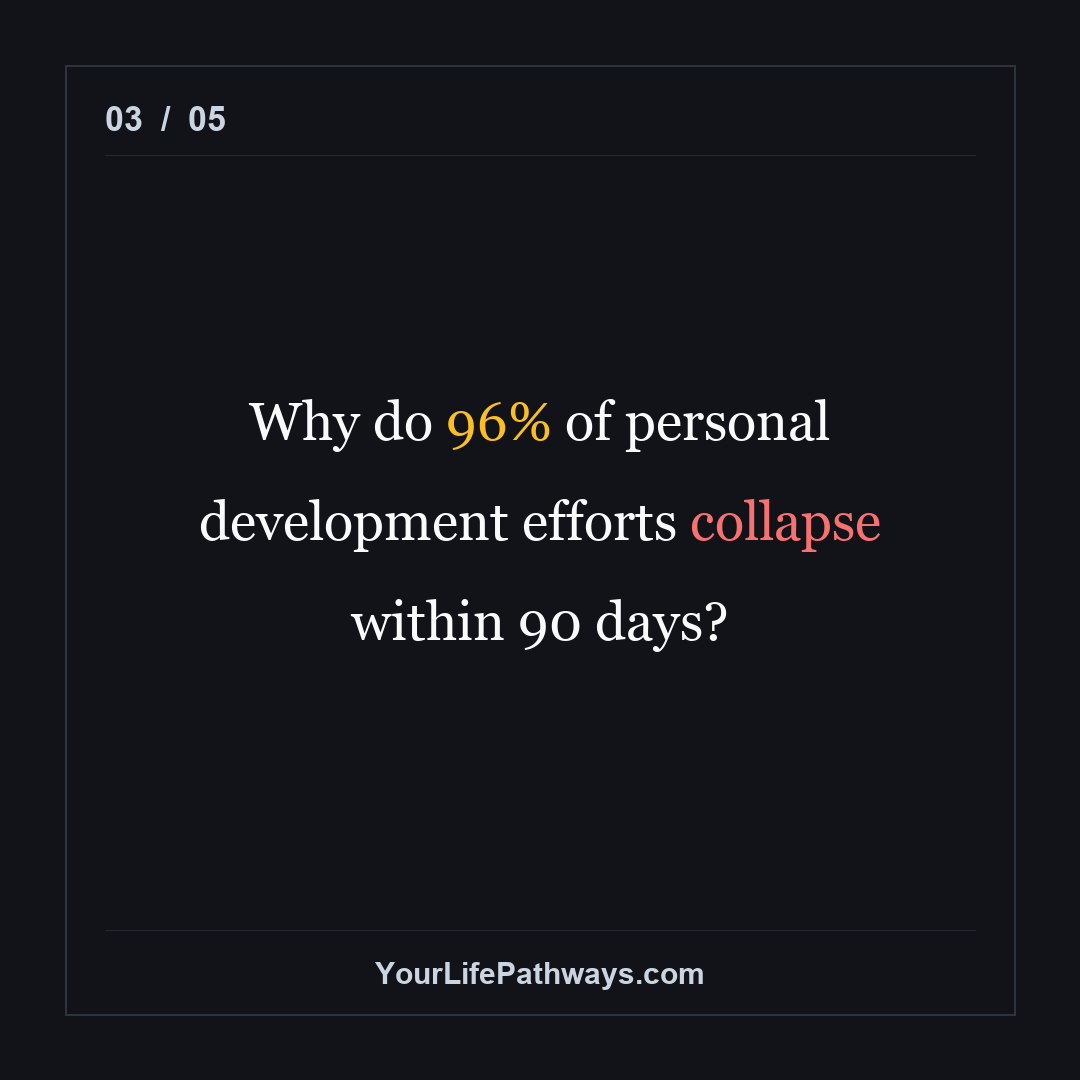 03 / 05
Why do 96% of personal
development efforts collapse
within 90 days?
YourLifePathways.com